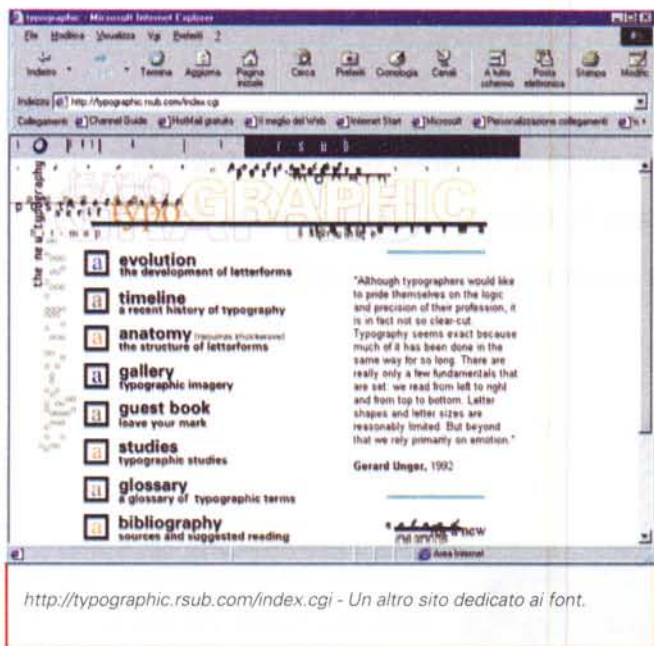 typographic - Microsoft Internet Explorer
File Modifica Visualizza Vai Preferiti ?
Indietro Termina Aggiorna Pagina iniziale Cerca Preferiti Cronologia Canali A tutto schermo Posta elettronica Stampa Modific
Indirizzo http://typographic.rsub.com/index.cgi
Collegamenti Channel Guide HotMail gratuito Il meglio del Web Internet Start Microsoft Personalizzazione collegamenti
r s u b
the new typography
typo GRAPHIC
evolution
the development of letterforms
timeline
a recent history of typography
anatomy (requires shockwave)
the structure of letterforms
gallery
typographic imagery
guest book
leave your mark
studies
typographic studies
glossary
a glossary of typographic terms
bibliography
sources and suggested reading
"Although typographers would like
to pride themselves on the logic
and precision of their profession, it
is in fact not so clear-cut.
Typography seems exact because
much of it has been done in the
same way for so long. There are
really only a few fundamentals that
are set: we read from left to right
and from top to bottom. Letter
shapes and letter sizes are
reasonably limited. But beyond
that we rely primarily on emotion."
Gerard Unger, 1992
a new
Area Internet
http://typographic.rsub.com/index.cgi - Un altro sito dedicato ai font.